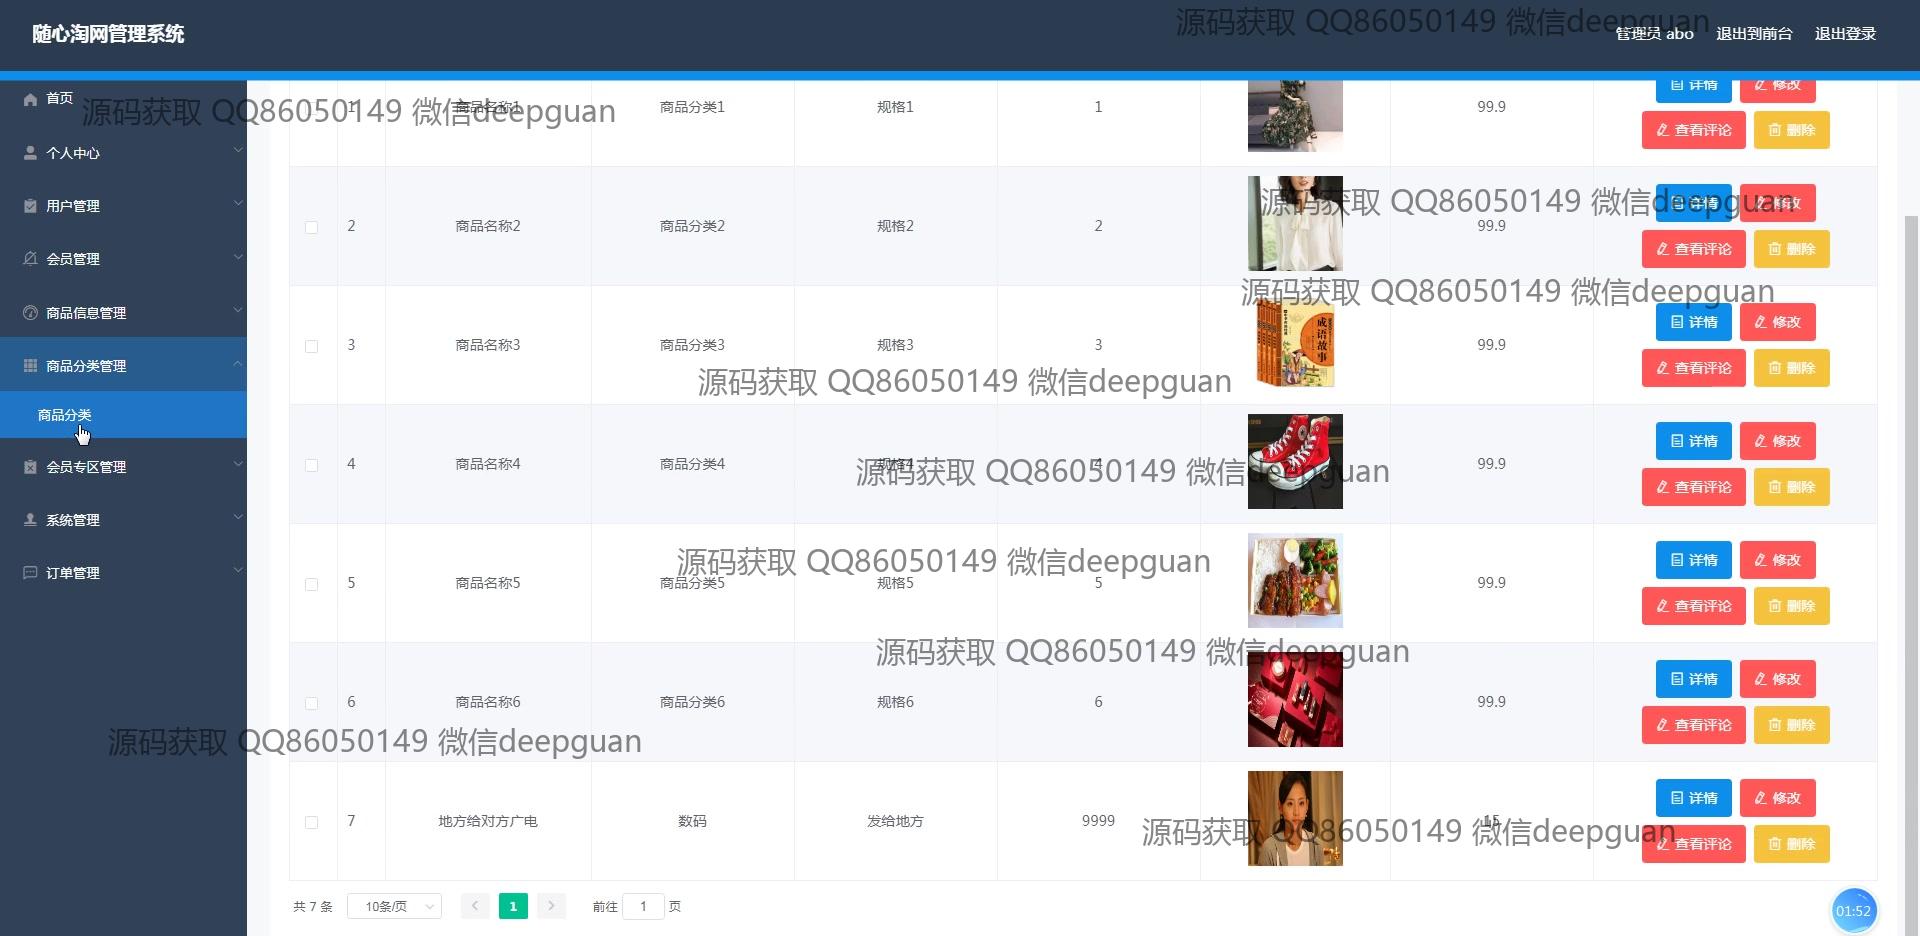 随心淘网管理系统
源码获取 QQ86050149 微信deepguan
管理员 abo 退出到前台 退出登录
首页
源码获取 QQ86050149 微信deepguan
个人中心
用户管理
会员管理
商品信息管理
商品分类管理
商品分类
会员专区管理
系统管理
订单管理
1 商品名称1 商品分类1 规格1 1 99.9 详情 修改
查看评论 删除
源码获取 QQ86050149 微信deepguan
2 商品名称2 商品分类2 规格2 2 99.9 详情 修改
查看评论 删除
源码获取 QQ86050149 微信deepguan
3 商品名称3 商品分类3 规格3 3 成语故事 99.9 详情 修改
查看评论 删除
源码获取 QQ86050149 微信deepguan
4 商品名称4 商品分类4 规格4 4 99.9 详情 修改
源码获取 QQ86050149 微信deepguan
查看评论 删除
源码获取 QQ86050149 微信deepguan
5 商品名称5 商品分类5 规格5 5 99.9 详情 修改
查看评论 删除
源码获取 QQ86050149 微信deepguan
6 商品名称6 商品分类6 规格6 6 99.9 详情 修改
查看评论 删除
源码获取 QQ86050149 微信deepguan
7 地方给对方广电 数码 发给地方 9999 15 详情 修改
源码获取 QQ86050149 微信deepguan
查看评论 删除
共 7 条 10条/页 1 前往 1 页
01:52